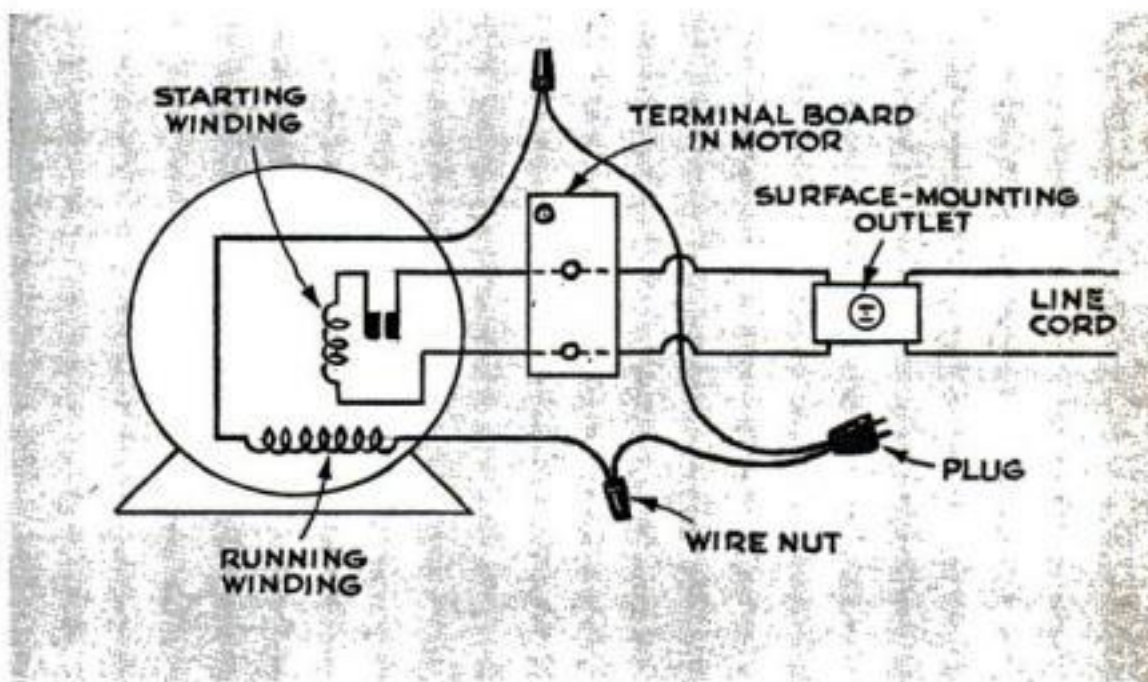 STARTING
WINDING
TERMINAL BOARD
IN MOTOR
SURFACE-MOUNTING
OUTLET
LINE
CORD
PLUG
WIRE NUT
RUNNING
WINDING